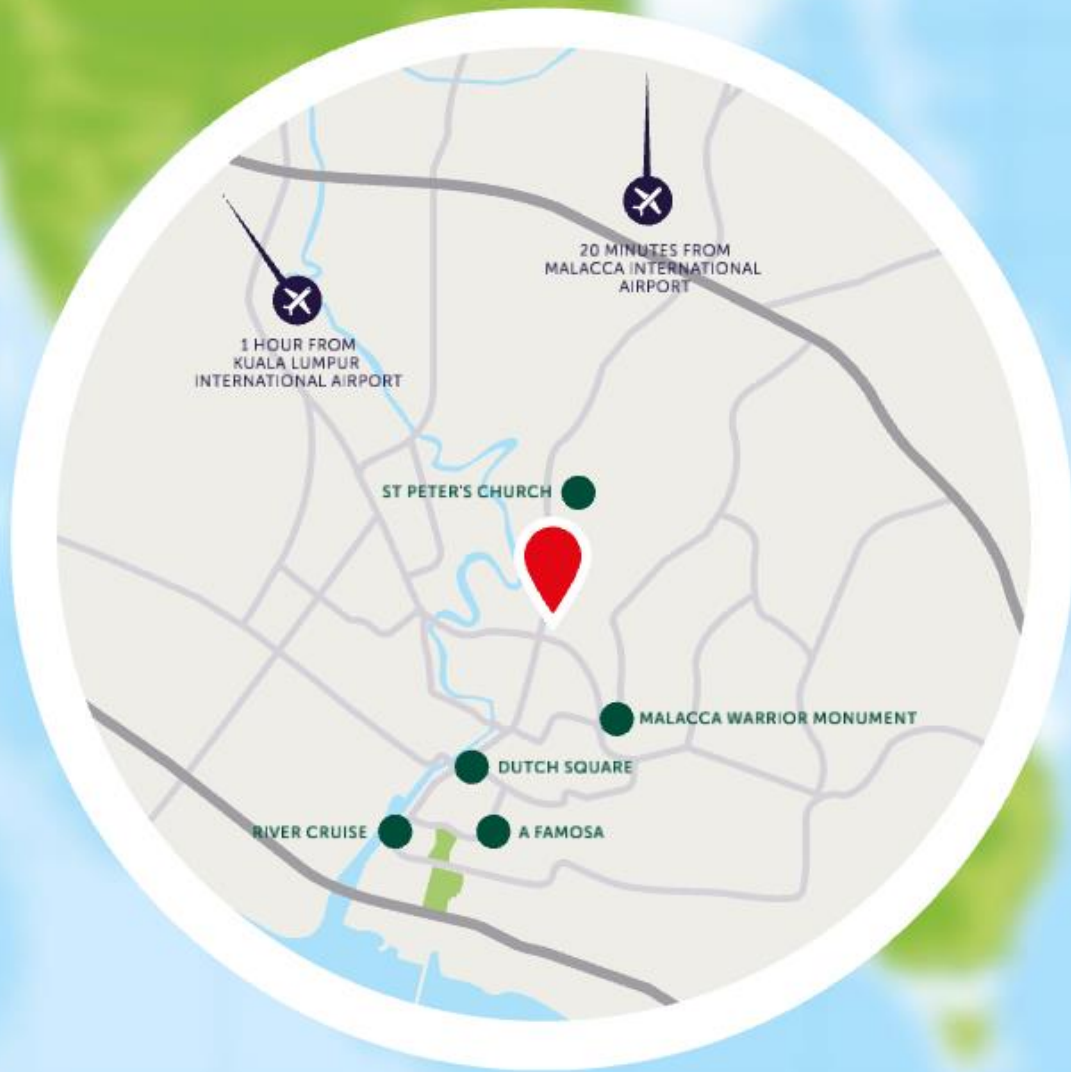 20 MINUTES FROM
MALACCA INTERNATIONAL
AIRPORT
1 HOUR FROM
KUALA LUMPUR
INTERNATIONAL AIRPORT
ST PETER'S CHURCH
MALACCA WARRIOR MONUMENT
DUTCH SQUARE
RIVER CRUISE
A FAMOSA